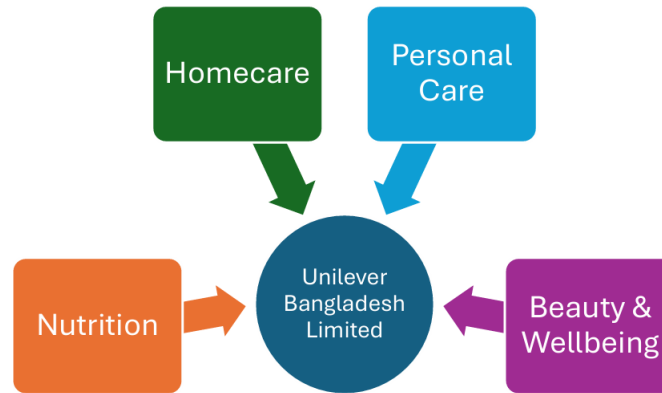 Homecare
Personal
Care
Nutrition
Unilever
Bangladesh
Limited
Beauty &
Wellbeing